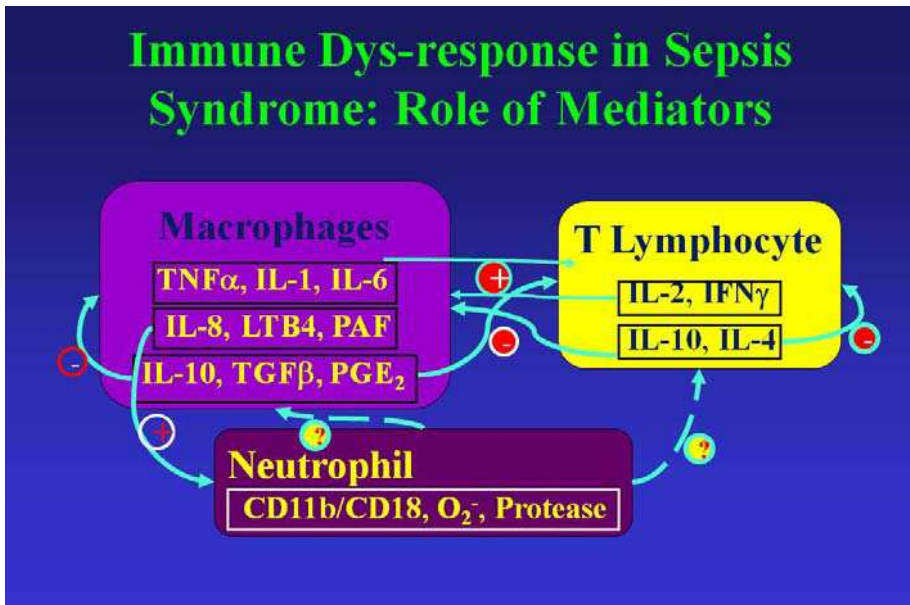 Immune Dys-response in Sepsis
Syndrome: Role of Mediators
Macrophages
TNFα, IL-1, IL-6
IL-8, LTB4, PAF
IL-10, TGFβ, PGE₂
T Lymphocyte
IL-2, IFNγ
IL-10, IL-4
+
-
-
-
+
?
?
Neutrophil
CD11b/CD18, O₂⁻, Protease